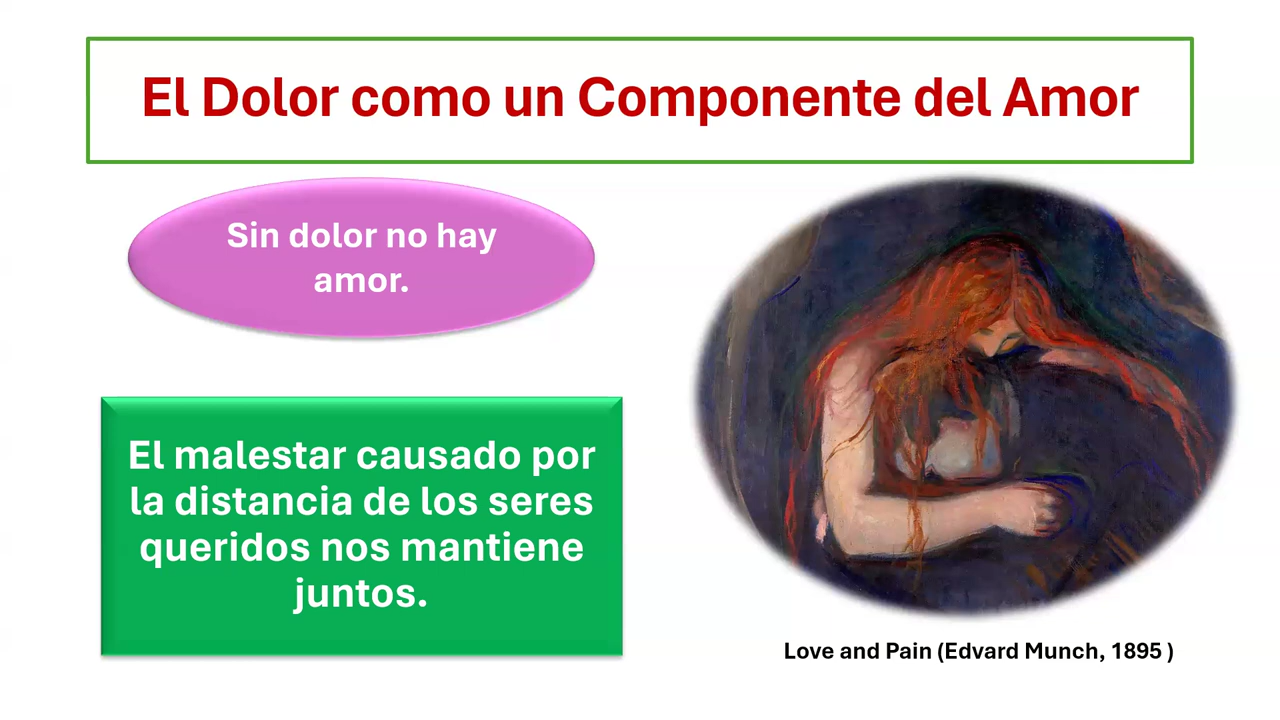 El Dolor como un Componente del Amor
Sin dolor no hay
amor.
El malestar causado por
la distancia de los seres
queridos nos mantiene
juntos.
Love and Pain (Edvard Munch, 1895 )